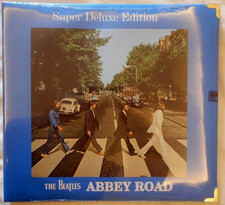 Super Deluxe Edition
THE BEATLES ABBEY ROAD